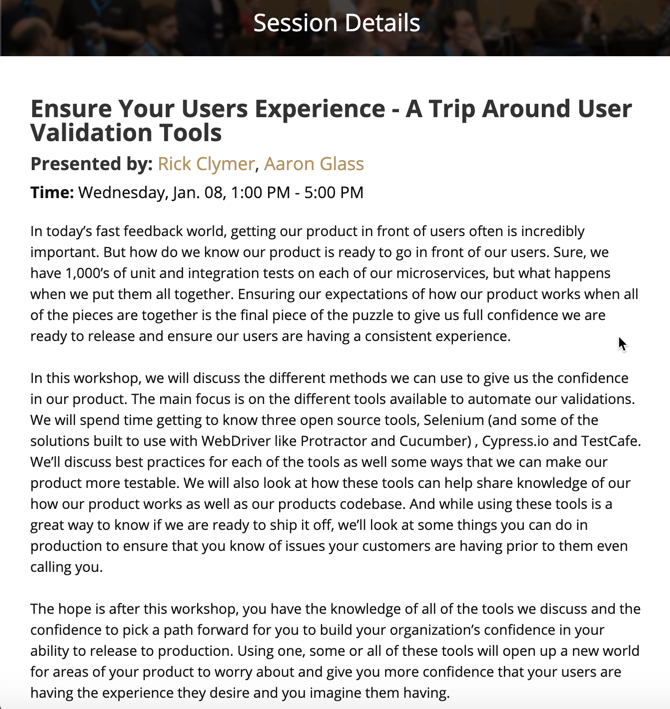 Session Details
Ensure Your Users Experience - A Trip Around User
Validation Tools
Presented by: Rick Clymer, Aaron Glass
Time: Wednesday, Jan. 08, 1:00 PM - 5:00 PM
In today’s fast feedback world, getting our product in front of users often is incredibly
important. But how do we know our product is ready to go in front of our users. Sure, we
have 1,000’s of unit and integration tests on each of our microservices, but what happens
when we put them all together. Ensuring our expectations of how our product works when all
of the pieces are together is the final piece of the puzzle to give us full confidence we are
ready to release and ensure our users are having a consistent experience.
In this workshop, we will discuss the different methods we can use to give us the confidence
in our product. The main focus is on the different tools available to automate our validations.
We will spend time getting to know three open source tools, Selenium (and some of the
solutions built to use with WebDriver like Protractor and Cucumber) , Cypress.io and TestCafe.
We’ll discuss best practices for each of the tools as well some ways that we can make our
product more testable. We will also look at how these tools can help share knowledge of our
how our product works as well as our products codebase. And while using these tools is a
great way to know if we are ready to ship it off, we’ll look at some things you can do in
production to ensure that you know of issues your customers are having prior to them even
calling you.
The hope is after this workshop, you have the knowledge of all of the tools we discuss and the
confidence to pick a path forward for you to build your organization’s confidence in your
ability to release to production. Using one, some or all of these tools will open up a new world
for areas of your product to worry about and give you more confidence that your users are
having the experience they desire and you imagine them having.